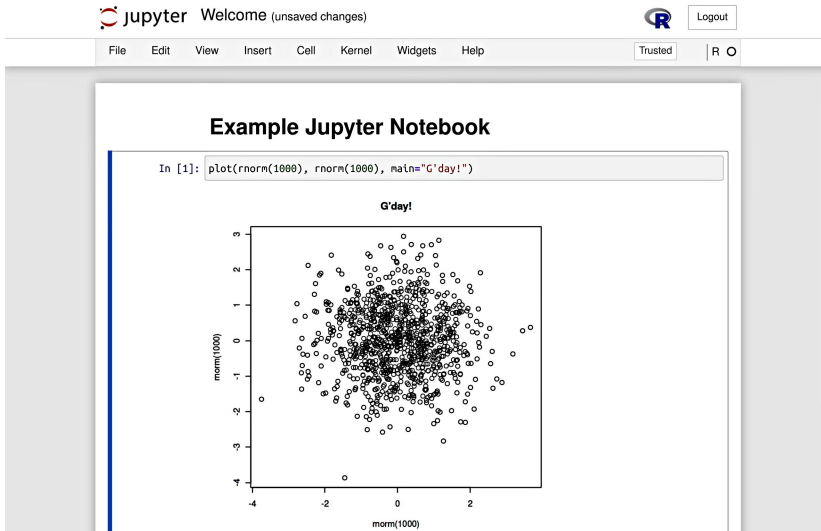 jupyter Welcome (unsaved changes) R Logout
File Edit View Insert Cell Kernel Widgets Help Trusted R
Example Jupyter Notebook
In [1]: plot(rnorm(1000), rnorm(1000), main="G'day!")
G'day!
3
2
1
0
-1
-2
-3
-4
rnorm(1000)
-4 -2 0 2
rnorm(1000)